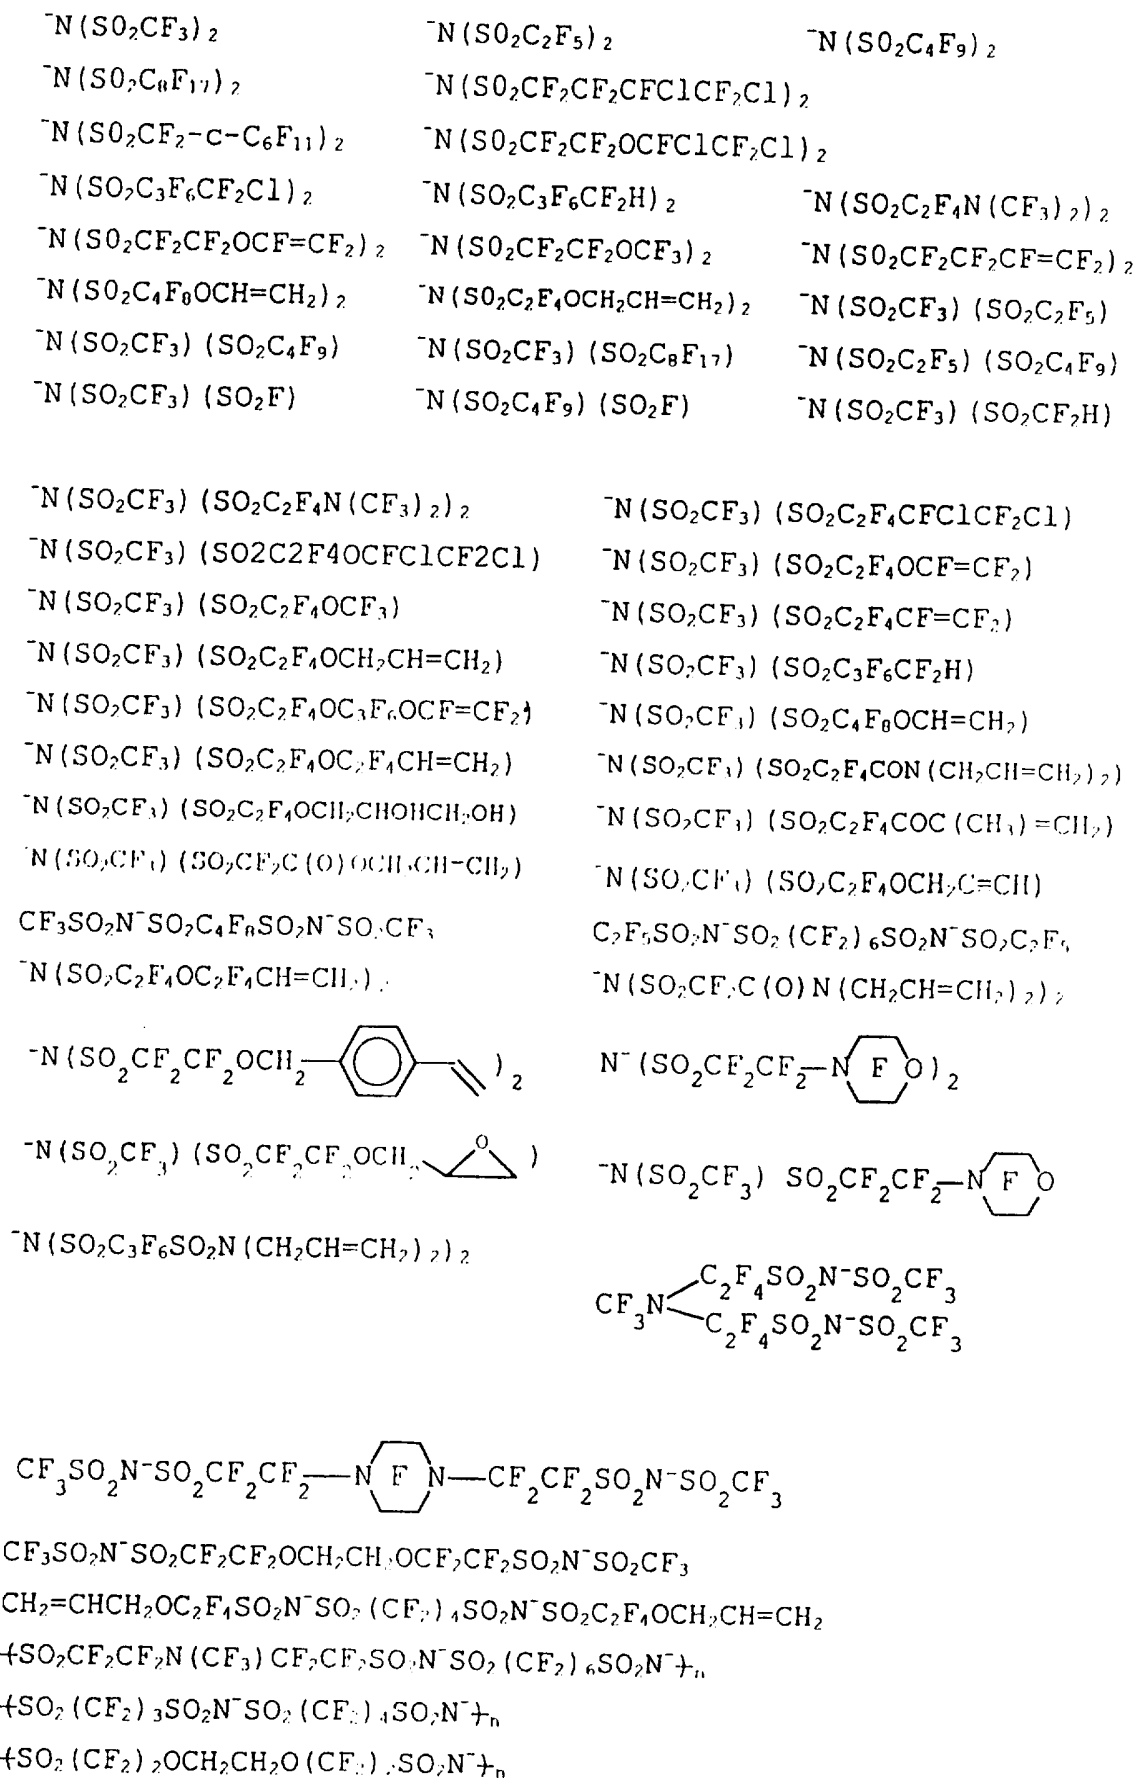 ⁻N(SO₂CF₃)₂ ⁻N(SO₂C₂F₅)₂ ⁻N(SO₂C₄F₉)₂
⁻N(SO₂C₈F₁₇)₂ ⁻N(SO₂CF₂CF₂CFClCF₂Cl)₂
⁻N(SO₂CF₂-c-C₆F₁₁)₂ ⁻N(SO₂CF₂CF₂OCFClCF₂Cl)₂
⁻N(SO₂C₃F₆CF₂Cl)₂ ⁻N(SO₂C₃F₆CF₂H)₂ ⁻N(SO₂C₂F₄N(CF₃)₂)₂
⁻N(SO₂CF₂CF₂OCF=CF₂)₂ ⁻N(SO₂CF₂CF₂OCF₃)₂ ⁻N(SO₂CF₂CF₂CF=CF₂)₂
⁻N(SO₂C₄F₈OCH=CH₂)₂ ⁻N(SO₂C₂F₄OCH₂CH=CH₂)₂ ⁻N(SO₂CF₃)(SO₂C₂F₅)
⁻N(SO₂CF₃)(SO₂C₄F₉) ⁻N(SO₂CF₃)(SO₂C₈F₁₇) ⁻N(SO₂C₂F₅)(SO₂C₄F₉)
⁻N(SO₂CF₃)(SO₂F) ⁻N(SO₂C₄F₉)(SO₂F) ⁻N(SO₂CF₃)(SO₂CF₂H)
⁻N(SO₂CF₃)(SO₂C₂F₄N(CF₃)₂)₂ ⁻N(SO₂CF₃)(SO₂C₂F₄CFClCF₂Cl)
⁻N(SO₂CF₃)(SO2C2F4OCFClCF2Cl) ⁻N(SO₂CF₃)(SO₂C₂F₄OCF=CF₂)
⁻N(SO₂CF₃)(SO₂C₂F₄OCF₃) ⁻N(SO₂CF₃)(SO₂C₂F₄CF=CF₂)
⁻N(SO₂CF₃)(SO₂C₂F₄OCH₂CH=CH₂) ⁻N(SO₂CF₃)(SO₂C₃F₆CF₂H)
⁻N(SO₂CF₃)(SO₂C₂F₄OC₃F₆OCF=CF₂) ⁻N(SO₂CF₃)(SO₂C₄F₈OCH=CH₂)
⁻N(SO₂CF₃)(SO₂C₂F₄OC₂F₄CH=CH₂) ⁻N(SO₂CF₃)(SO₂C₂F₄CON(CH₂CH=CH₂)₂)
⁻N(SO₂CF₃)(SO₂C₂F₄OCH₂CHOHCH₂OH) ⁻N(SO₂CF₃)(SO₂C₂F₄COC(CH₃)=CH₂)
⁻N(SO₂CF₃)(SO₂CF₂C(O)OCH₂CH=CH₂) ⁻N(SO₂CF₃)(SO₂C₂F₄OCH₂C=CH)
CF₃SO₂N⁻SO₂C₄F₈SO₂N⁻SO₂CF₃ C₂F₅SO₂N⁻SO₂(CF₂)₆SO₂N⁻SO₂C₂F₅
⁻N(SO₂C₂F₄OC₂F₄CH=CH₂)₂ ⁻N(SO₂CF₂C(O)N(CH₂CH=CH₂)₂)₂
⁻N(SO₂CF₂CF₂OCH₂ )₂ N⁻(SO₂CF₂CF₂—N F O)₂
⁻N(SO₂CF₃)(SO₂CF₂CF₂OCH₂ O ) ⁻N(SO₂CF₃) SO₂CF₂CF₂—N F O
⁻N(SO₂C₃F₆SO₂N(CH₂CH=CH₂)₂)₂
C₂F₄SO₂N⁻SO₂CF₃
CF₃N
C₂F₄SO₂N⁻SO₂CF₃
CF₃SO₂N⁻SO₂CF₂CF₂—N F N—CF₂CF₂SO₂N⁻SO₂CF₃
CF₃SO₂N⁻SO₂CF₂CF₂OCH₂CH₂OCF₂CF₂SO₂N⁻SO₂CF₃
CH₂=CHCH₂OC₂F₄SO₂N⁻SO₂(CF₂)₄SO₂N⁻SO₂C₂F₄OCH₂CH=CH₂
+SO₂CF₂CF₂N(CF₃)CF₂CF₂SO₂N⁻SO₂(CF₂)₆SO₂N⁻+ₙ
+SO₂(CF₂)₃SO₂N⁻SO₂(CF₂)₄SO₂N⁻+ₙ
+SO₂(CF₂)₂OCH₂CH₂O(CF₂)₂SO₂N⁻+ₙ